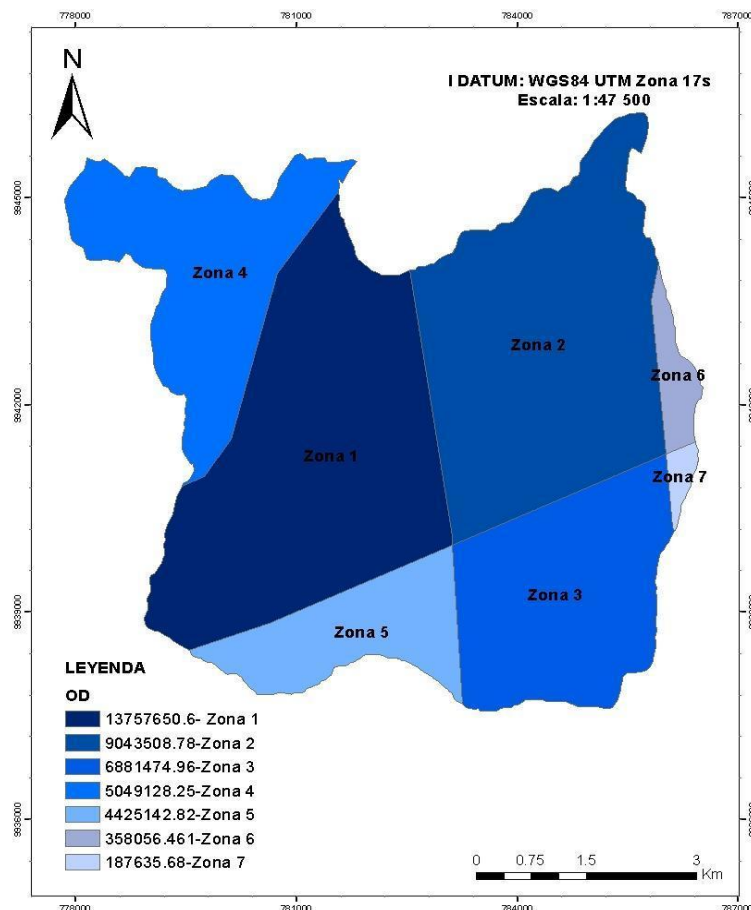 778000 781000 784000 787000
N
I DATUM: WGS84 UTM Zona 17s
Escala: 1:47 500
9945000
Zona 4
Zona 2
Zona 6
9942000
Zona 1
Zona 7
Zona 3
9939000
Zona 5
LEYENDA
OD
13757650.6- Zona 1
9043508.78-Zona 2
6881474.96-Zona 3
5049128.25-Zona 4
4425142.82-Zona 5
358056.461-Zona 6
187635.68-Zona 7
9936000
0 0.75 1.5 3
Km
778000 781000 784000 787000